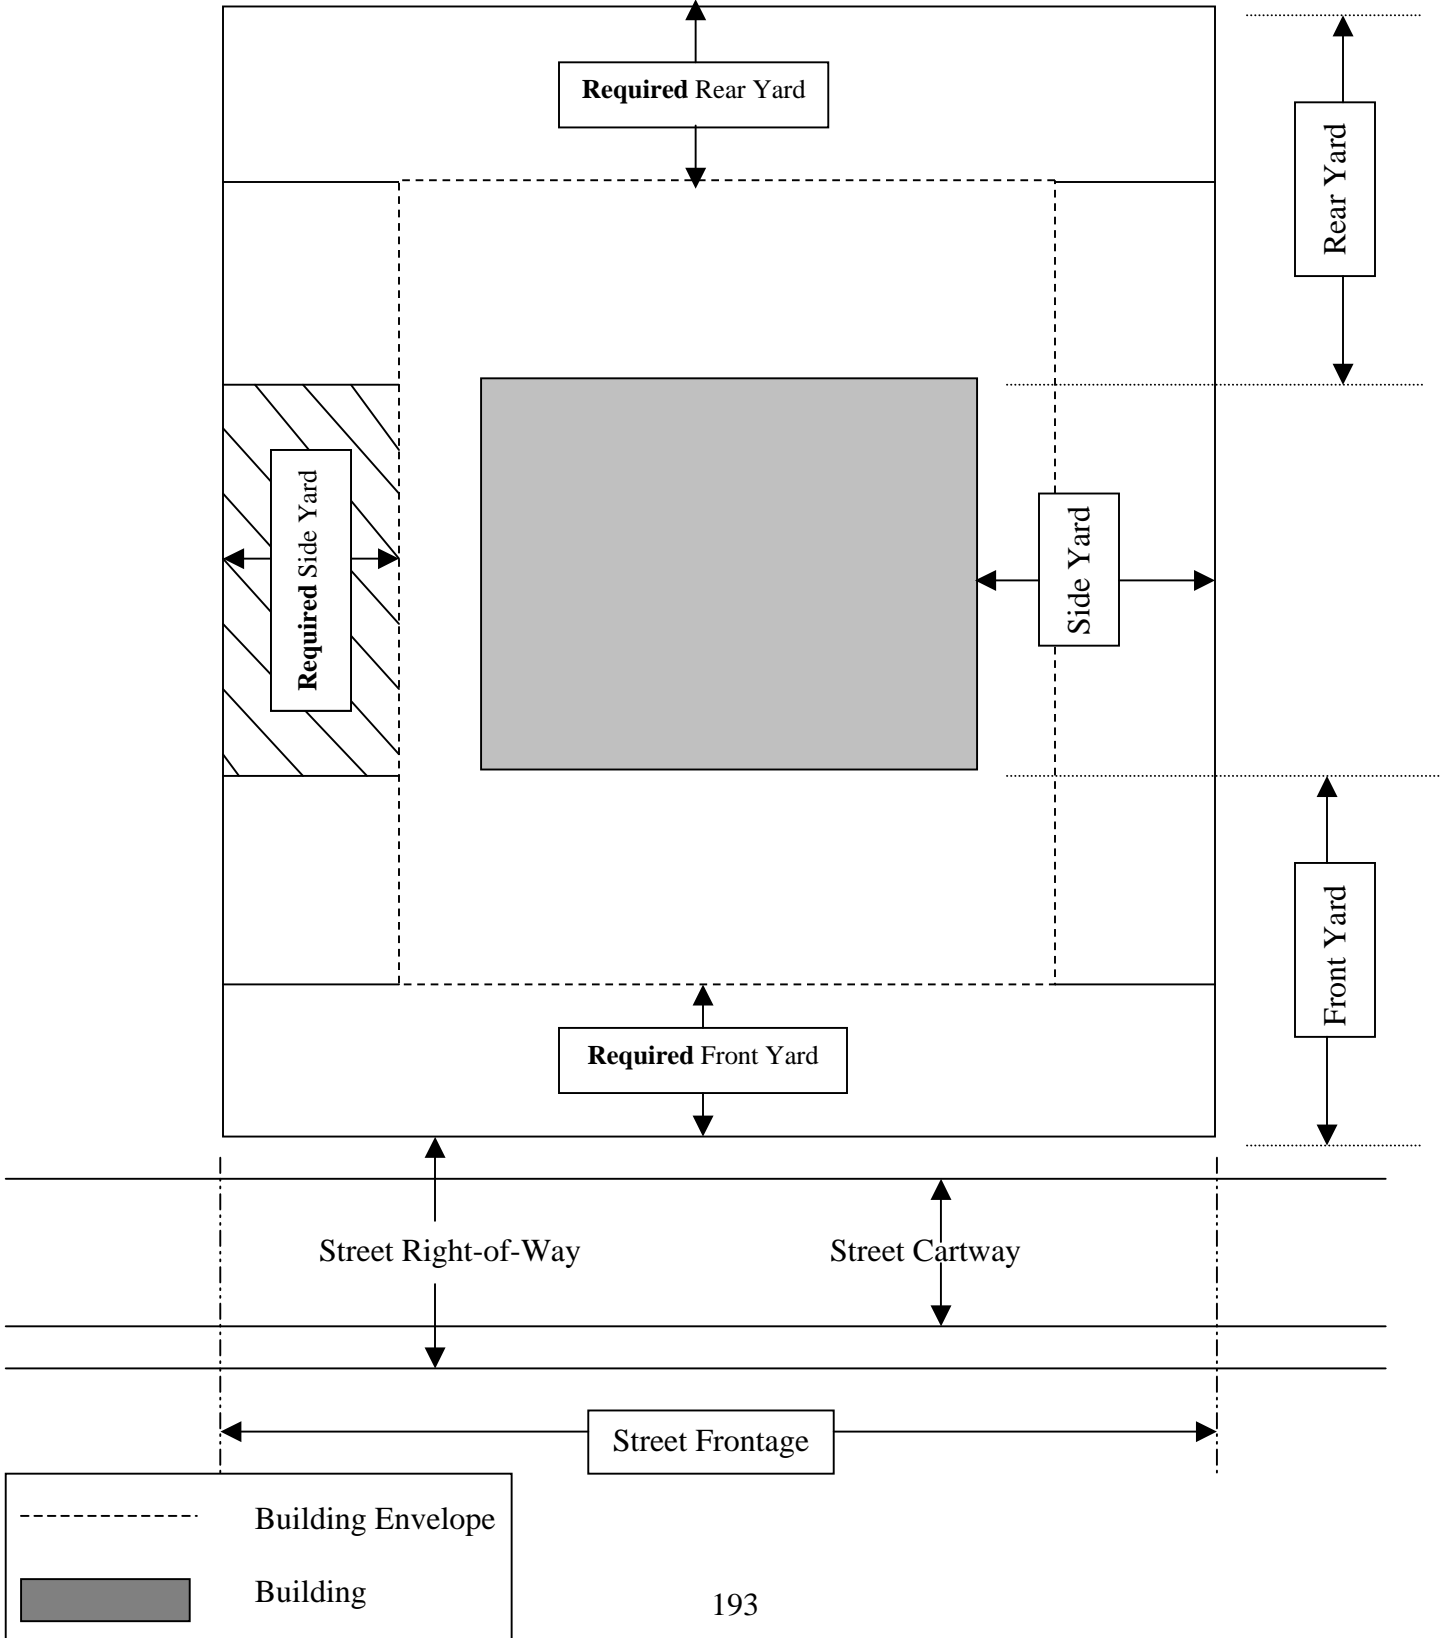 Required Rear Yard
Rear Yard
Required Side Yard
Side Yard
Front Yard
Required Front Yard
Street Right-of-Way
Street Cartway
Street Frontage
Building Envelope
Building
193